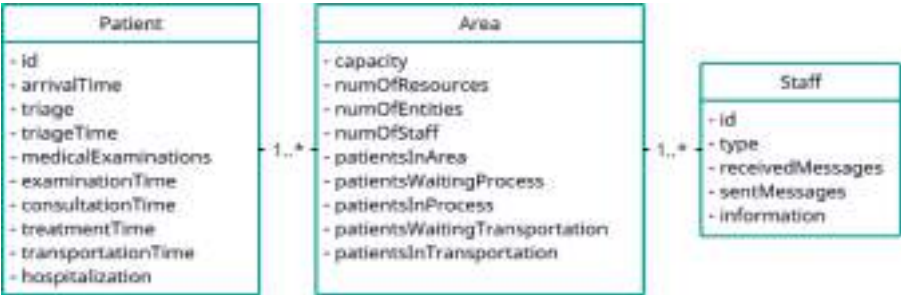 Patient
- id
- arrivalTime
- triage
- triageTime
- medicalExaminations
- examinationTime
- consultationTime
- treatmentTime
- transportationTime
- hospitalization
1..*
Area
- capacity
- numOfResources
- numOfEntities
- numOfStaff
- patientsInArea
- patientsWaitingProcess
- patientsInProcess
- patientsWaitingTransportation
- patientsInTransportation
1..*
Staff
- id
- type
- receivedMessages
- sentMessages
- information